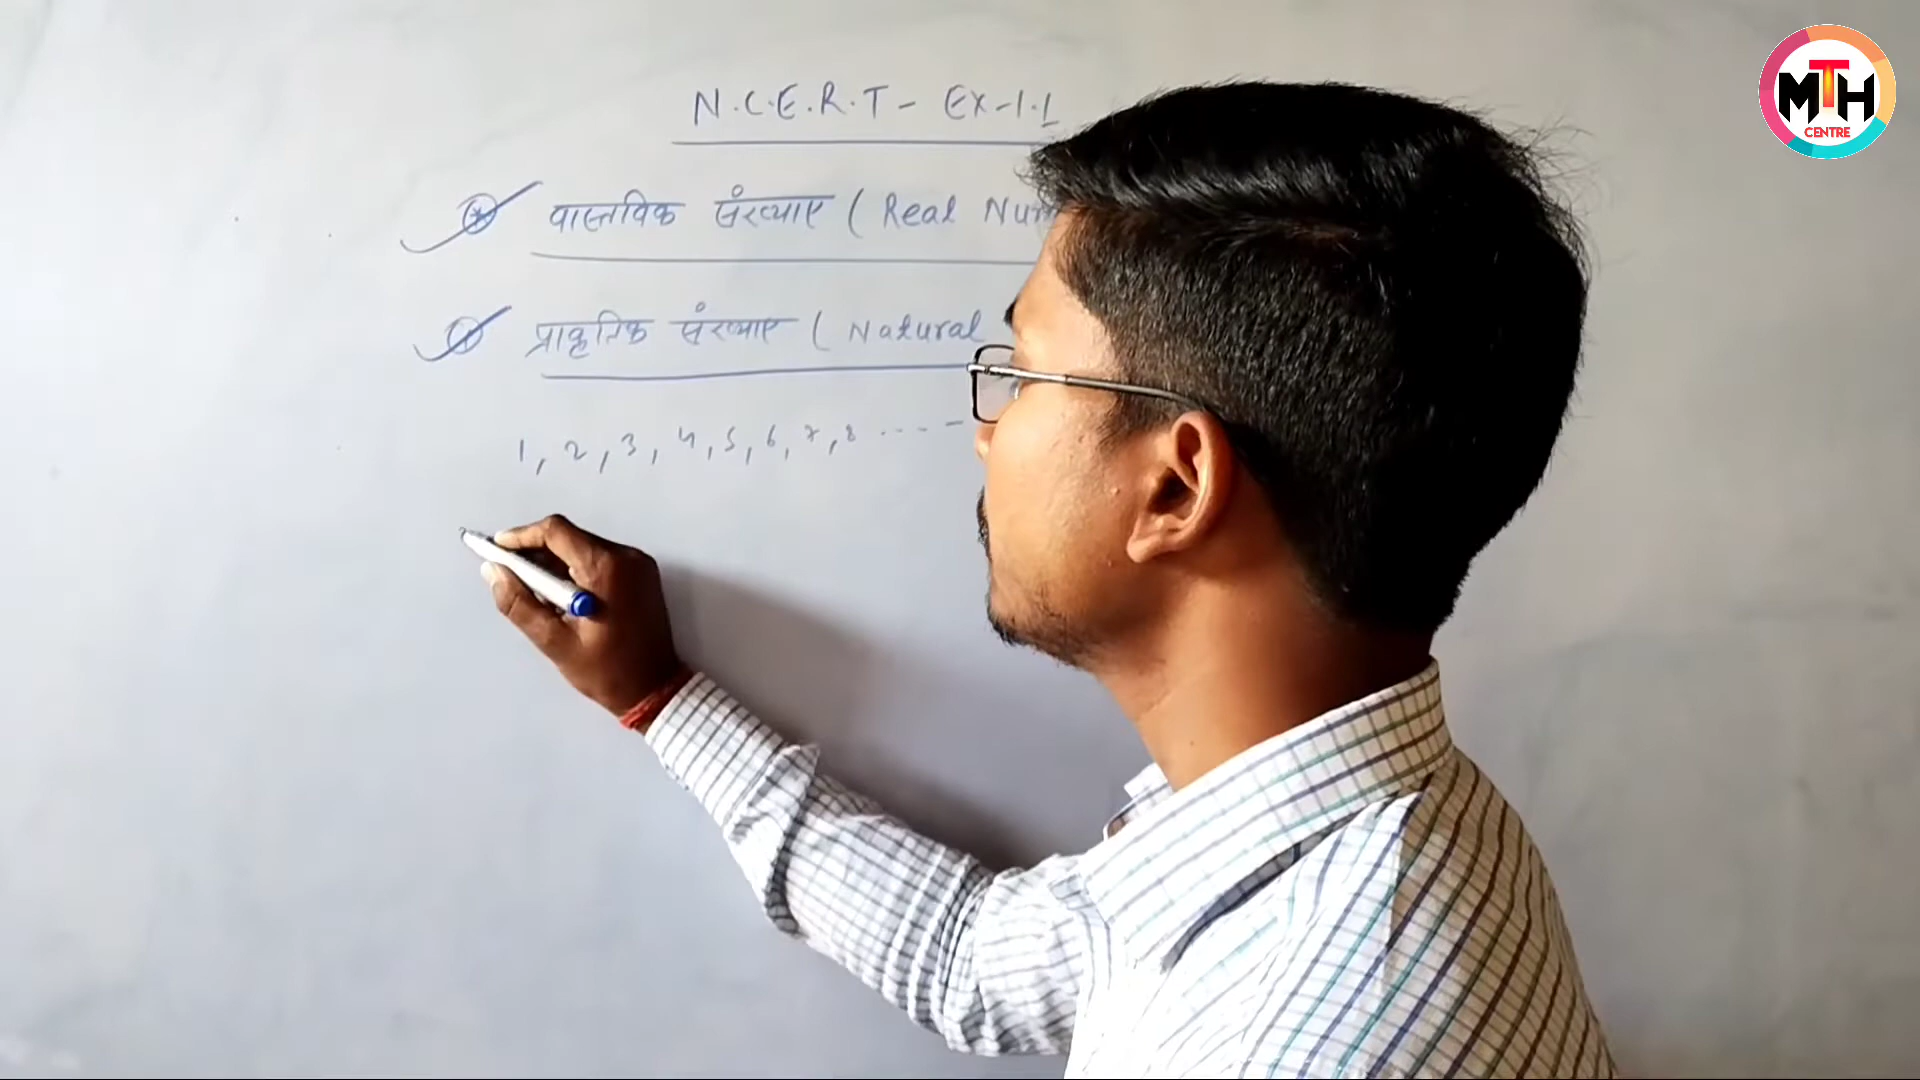 N.C.E.R.T - EX-1.1
वास्तविक संख्याए (Real Num
प्राकृतिक संख्याए (Natural
1, 2, 3, 4, 5, 6, 7, 8 .... -
MTH
CENTRE